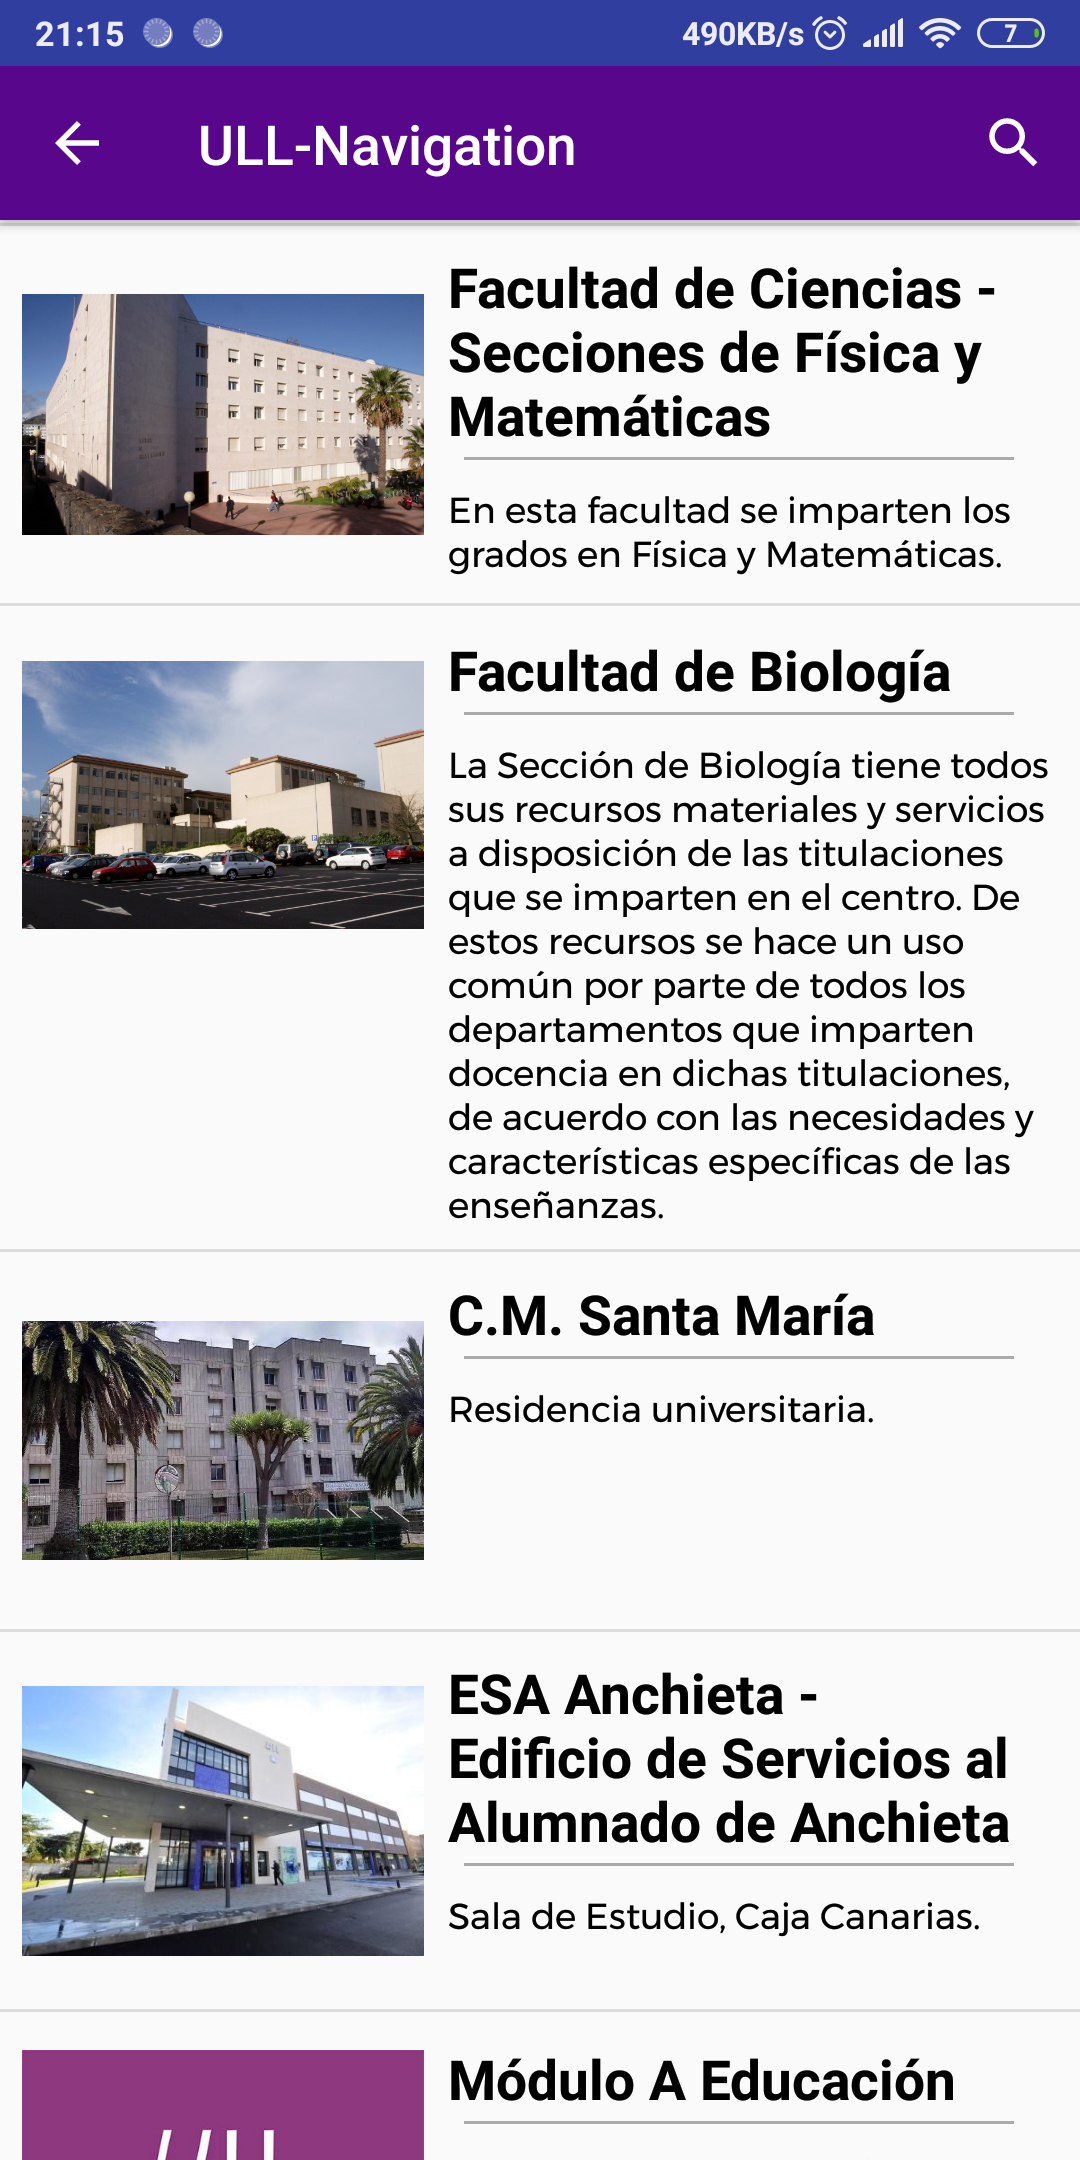 21:15
490KB/s
7
ULL-Navigation
Facultad de Ciencias -
Secciones de Física y
Matemáticas
En esta facultad se imparten los
grados en Física y Matemáticas.
Facultad de Biología
La Sección de Biología tiene todos
sus recursos materiales y servicios
a disposición de las titulaciones
que se imparten en el centro. De
estos recursos se hace un uso
común por parte de todos los
departamentos que imparten
docencia en dichas titulaciones,
de acuerdo con las necesidades y
características específicas de las
enseñanzas.
C.M. Santa María
Residencia universitaria.
ESA Anchieta -
Edificio de Servicios al
Alumnado de Anchieta
Sala de Estudio, Caja Canarias.
Módulo A Educación